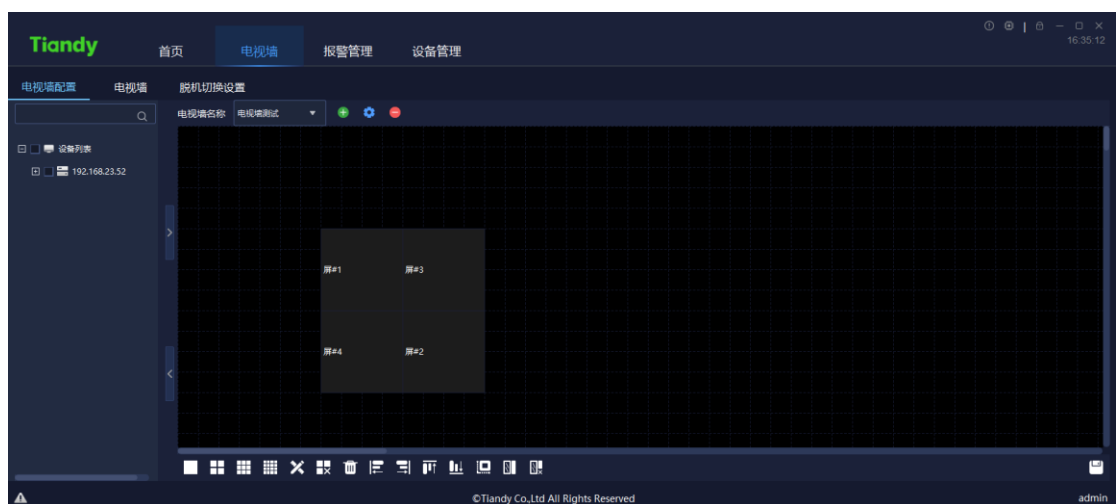 Tiandy
首页
电视墙
报警管理
设备管理
16:35:12
电视墙配置
电视墙
脱机切换设置
电视墙名称
电视墙测试
设备列表
192.168.23.52
屏#1
屏#3
屏#4
屏#2
©Tiandy Co.,Ltd All Rights Reserved
admin